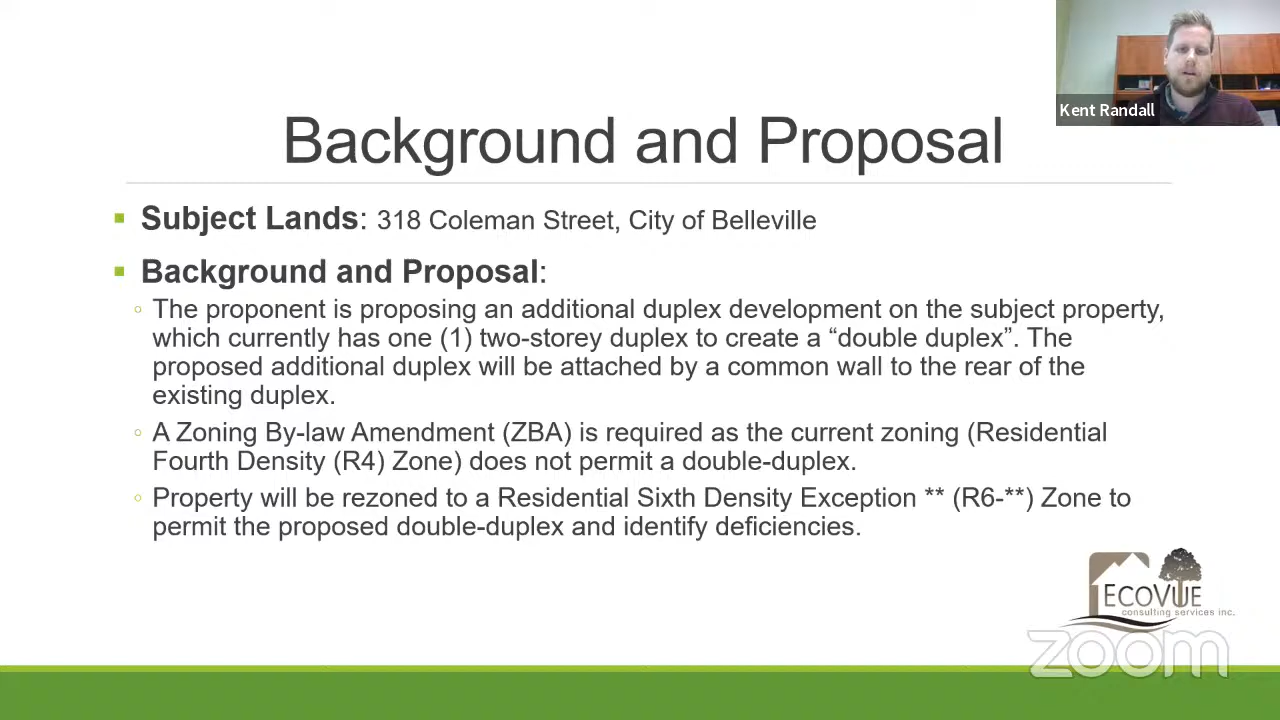 Kent Randall
Background and Proposal
Subject Lands: 318 Coleman Street, City of Belleville
Background and Proposal:
The proponent is proposing an additional duplex development on the subject property,
which currently has one (1) two-storey duplex to create a “double duplex”. The
proposed additional duplex will be attached by a common wall to the rear of the
existing duplex.
A Zoning By-law Amendment (ZBA) is required as the current zoning (Residential
Fourth Density (R4) Zone) does not permit a double-duplex.
Property will be rezoned to a Residential Sixth Density Exception ** (R6-**) Zone to
permit the proposed double-duplex and identify deficiencies.
ECOVUE
consulting services inc.
zoom